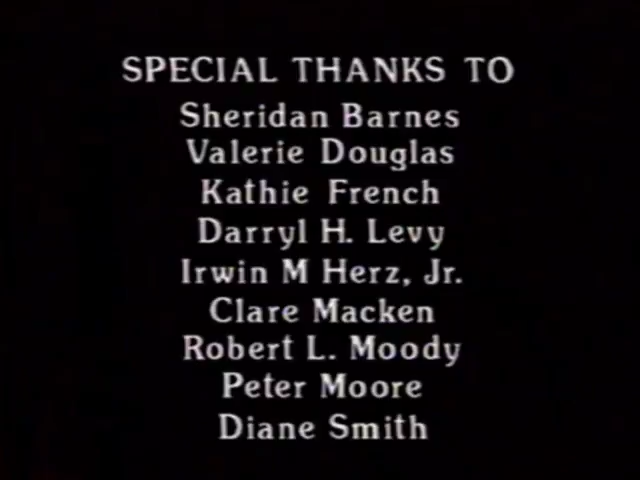 SPECIAL THANKS TO
Sheridan Barnes
Valerie Douglas
Kathie French
Darryl H. Levy
Irwin M Herz, Jr.
Clare Macken
Robert L. Moody
Peter Moore
Diane Smith